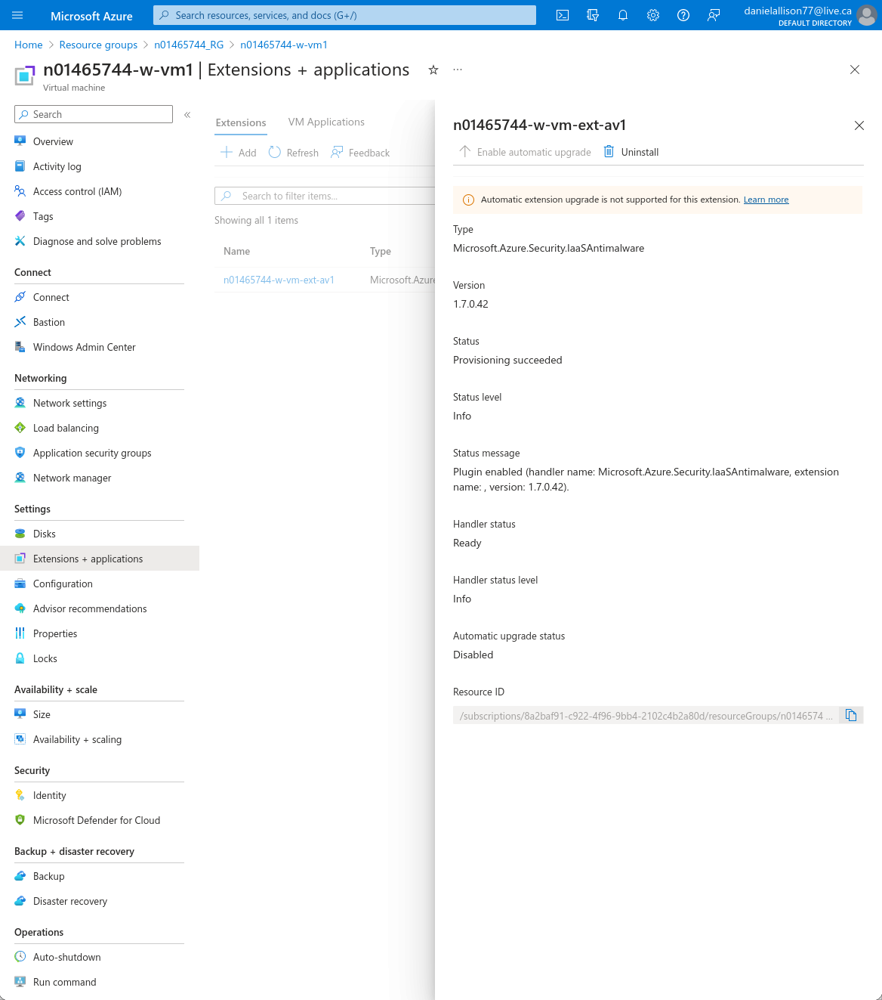 Microsoft Azure
Search resources, services, and docs (G+/)
danielallison77@live.ca
DEFAULT DIRECTORY
Home > Resource groups > n01465744_RG > n01465744-w-vm1
n01465744-w-vm1 | Extensions + applications
Virtual machine
Search
Overview
Activity log
Access control (IAM)
Tags
Diagnose and solve problems
Connect
Connect
Bastion
Windows Admin Center
Networking
Network settings
Load balancing
Application security groups
Network manager
Settings
Disks
Extensions + applications
Configuration
Advisor recommendations
Properties
Locks
Availability + scale
Size
Availability + scaling
Security
Identity
Microsoft Defender for Cloud
Backup + disaster recovery
Backup
Disaster recovery
Operations
Auto-shutdown
Run command
Extensions VM Applications
Add Refresh Feedback
Search to filter items...
Showing all 1 items
Name Type
n01465744-w-vm-ext-av1 Microsoft.Azure
n01465744-w-vm-ext-av1
Enable automatic upgrade Uninstall
Automatic extension upgrade is not supported for this extension. Learn more
Type
Microsoft.Azure.Security.IaaSAntimalware
Version
1.7.0.42
Status
Provisioning succeeded
Status level
Info
Status message
Plugin enabled (handler name: Microsoft.Azure.Security.IaaSAntimalware, extension
name: , version: 1.7.0.42).
Handler status
Ready
Handler status level
Info
Automatic upgrade status
Disabled
Resource ID
/subscriptions/8a2baf91-c922-4f96-9bb4-2102c4b2a80d/resourceGroups/n0146574 ...